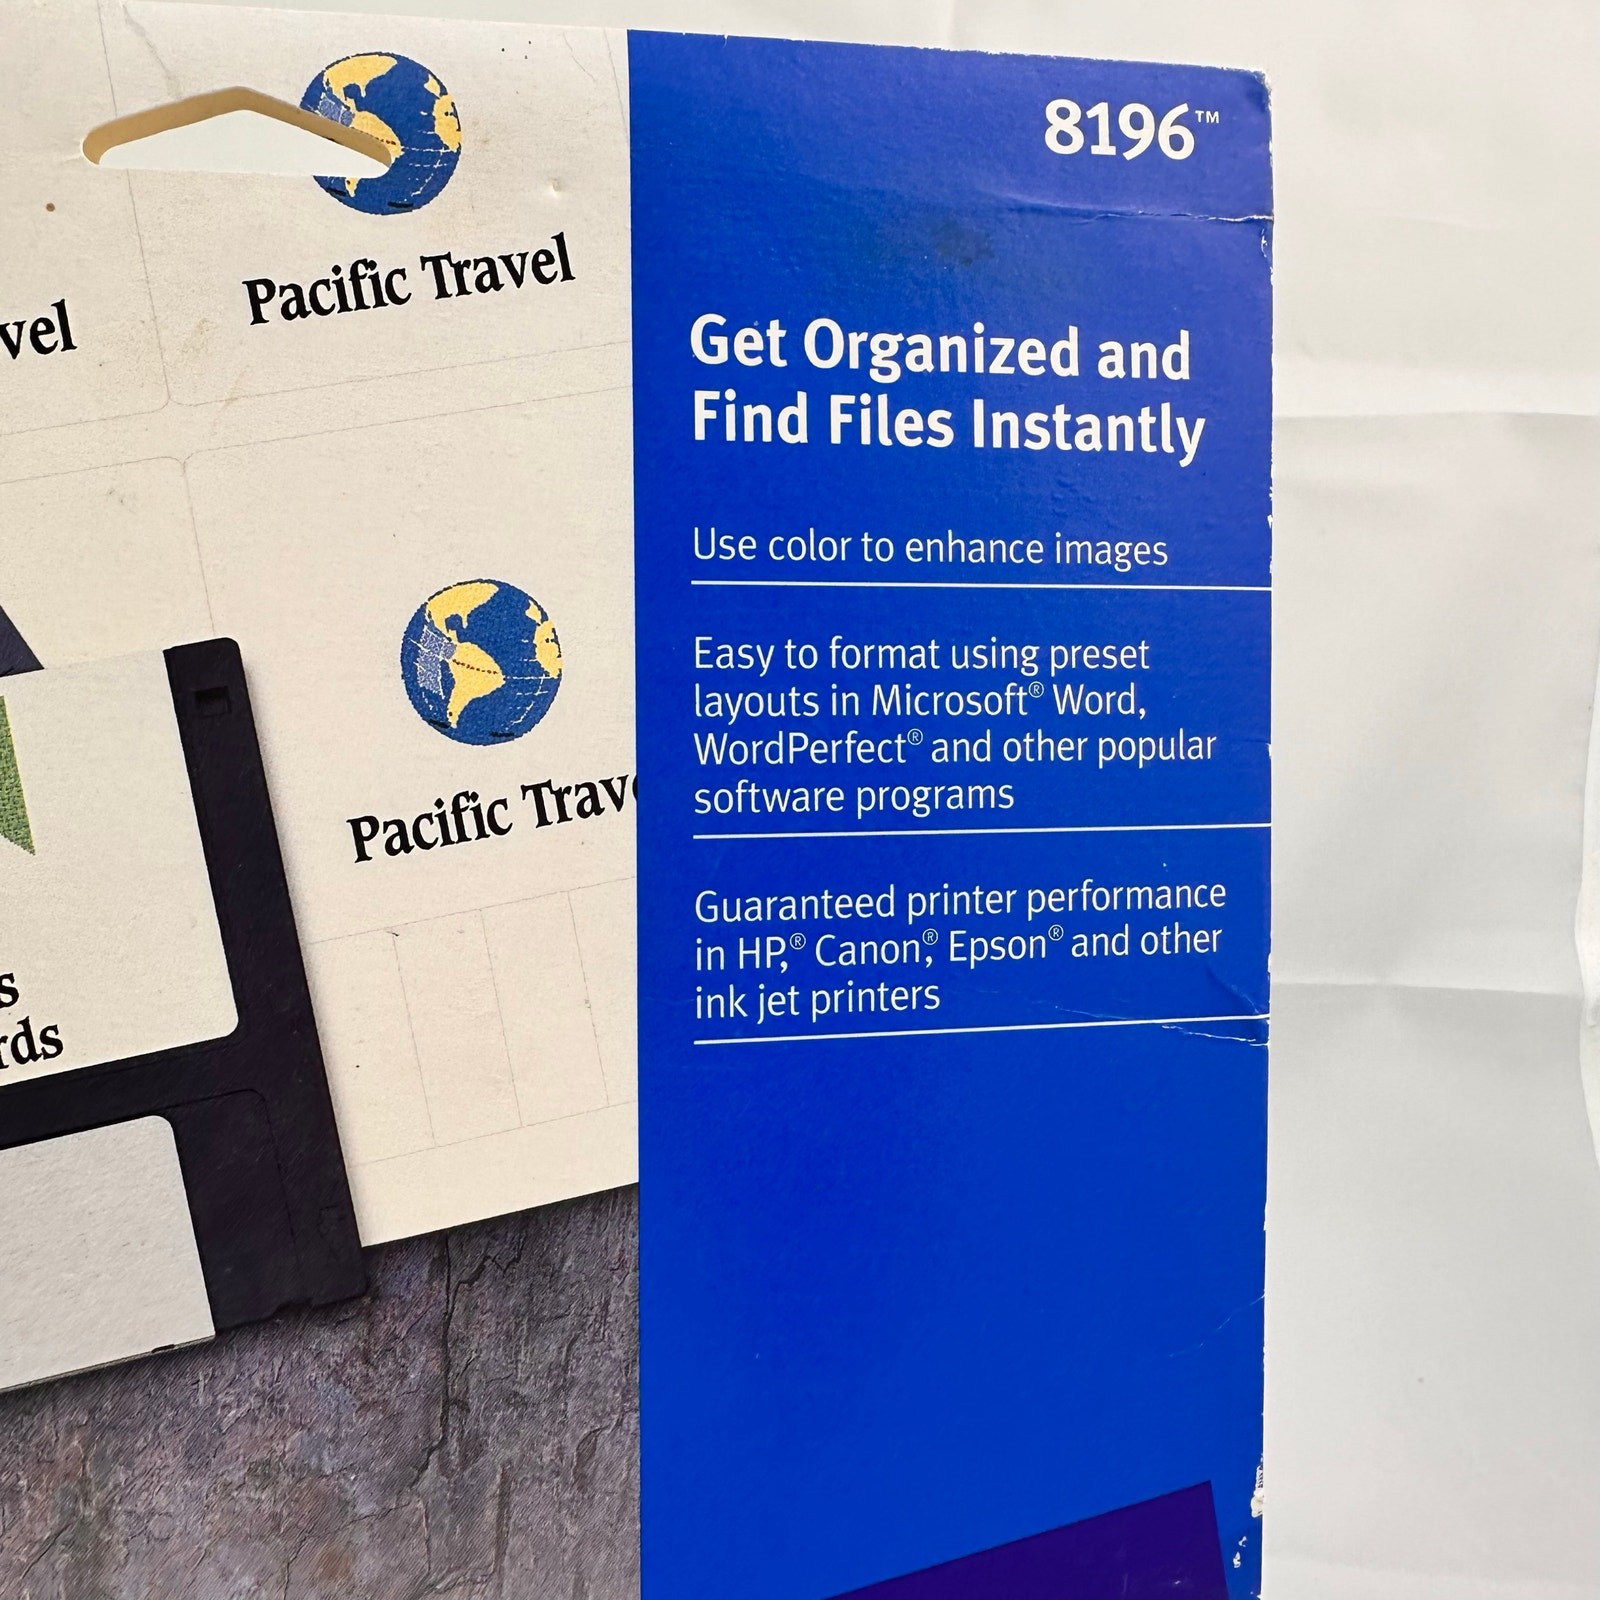 8196™
Pacific Travel
vel
Get Organized and
Find Files Instantly
Use color to enhance images
Easy to format using preset
layouts in Microsoft® Word,
WordPerfect® and other popular
software programs
Pacific Trav
Guaranteed printer performance
in HP,® Canon®, Epson® and other
ink jet printers
s
rds